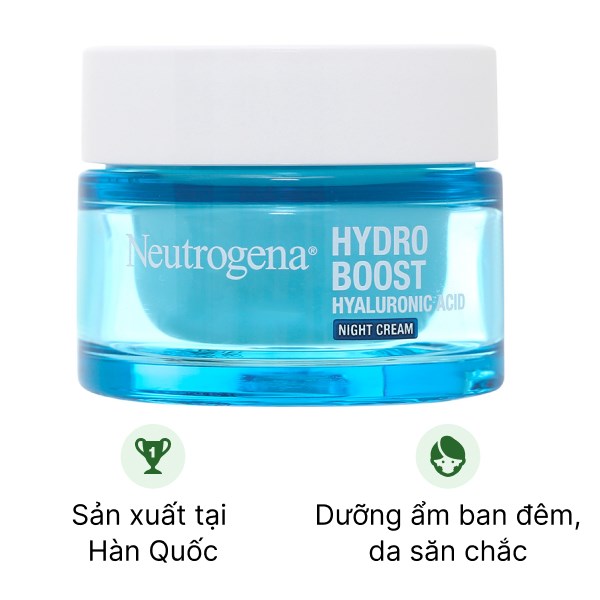 Neutrogena®
HYDRO
BOOST
HYALURONIC ACID
NIGHT CREAM
1
Sản xuất tại
Hàn Quốc
Dưỡng ẩm ban đêm,
da săn chắc